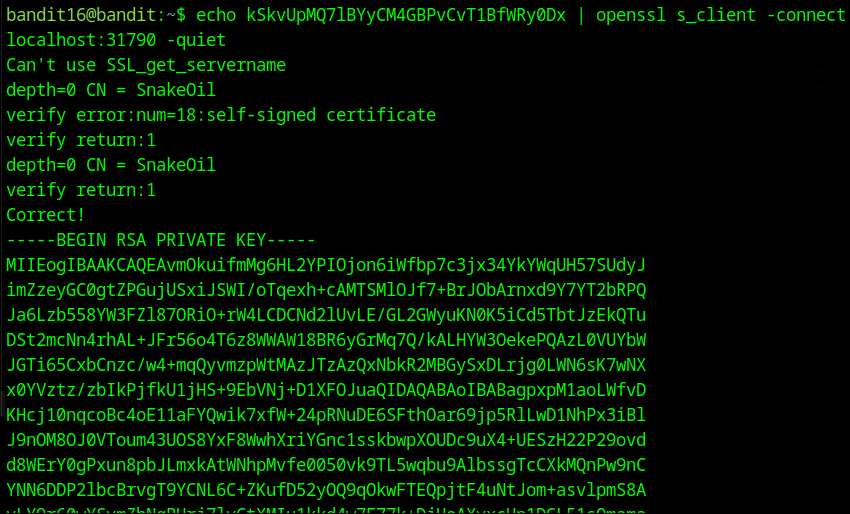 bandit16@bandit:~$ echo kSkvUpMQ7lBYyCM4GBPvCvT1BfWRy0Dx | openssl s_client -connect
localhost:31790 -quiet
Can't use SSL_get_servername
depth=0 CN = SnakeOil
verify error:num=18:self-signed certificate
verify return:1
depth=0 CN = SnakeOil
verify return:1
Correct!
-----BEGIN RSA PRIVATE KEY-----
MIIEogIBAAKCAQEAvmOkuifmMg6HL2YPIOjon6iWfbp7c3jx34YkYWqUH57SUdyJ
imZzeyGC0gtZPGujUSxiJSWI/oTqexh+cAMTSMlOJf7+BrJObArnxd9Y7YT2bRPQ
Ja6Lzb558YW3FZl87ORiO+rW4LCDCNd2lUvLE/GL2GWyuKN0K5iCd5TbtJzEkQTu
DSt2mcNn4rhAL+JFr56o4T6z8WWAW18BR6yGrMq7Q/kALHYW3OekePQAzL0VUYbW
JGTi65CxbCnzc/w4+mqQyvmzpWtMAzJTzAzQxNbkR2MBGySxDLrjg0LWN6sK7wNX
x0YVztz/zbIkPjfkU1jHS+9EbVNj+D1XFOJuaQIDAQABAoIBABagpxpM1aoLWfvD
KHcj10nqcoBc4oE11aFYQwik7xfW+24pRNuDE6SFthOar69jp5RlLwD1NhPx3iBl
J9nOM8OJ0VToum43UOS8YxF8WwhXriYGnc1sskbwpXOUDc9uX4+UESzH22P29ovd
d8WErY0gPxun8pbJLmxkAtWNhpMvfe0050vk9TL5wqbu9AlbssgTcCXkMQnPw9nC
YNN6DDP2lbcBrvgT9YCNL6C+ZKufD52yOQ9qOkwFTEQpjtF4uNtJom+asvlpmS8A